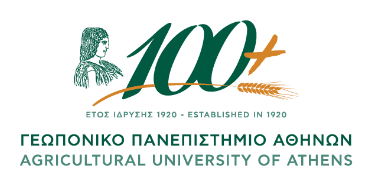 100+
ΕΤΟΣ ΙΔΡΥΣΗΣ 1920 - ESTABLISHED IN 1920
ΓΕΩΠΟΝΙΚΟ ΠΑΝΕΠΙΣΤΗΜΙΟ ΑΘΗΝΩΝ
AGRICULTURAL UNIVERSITY OF ATHENS